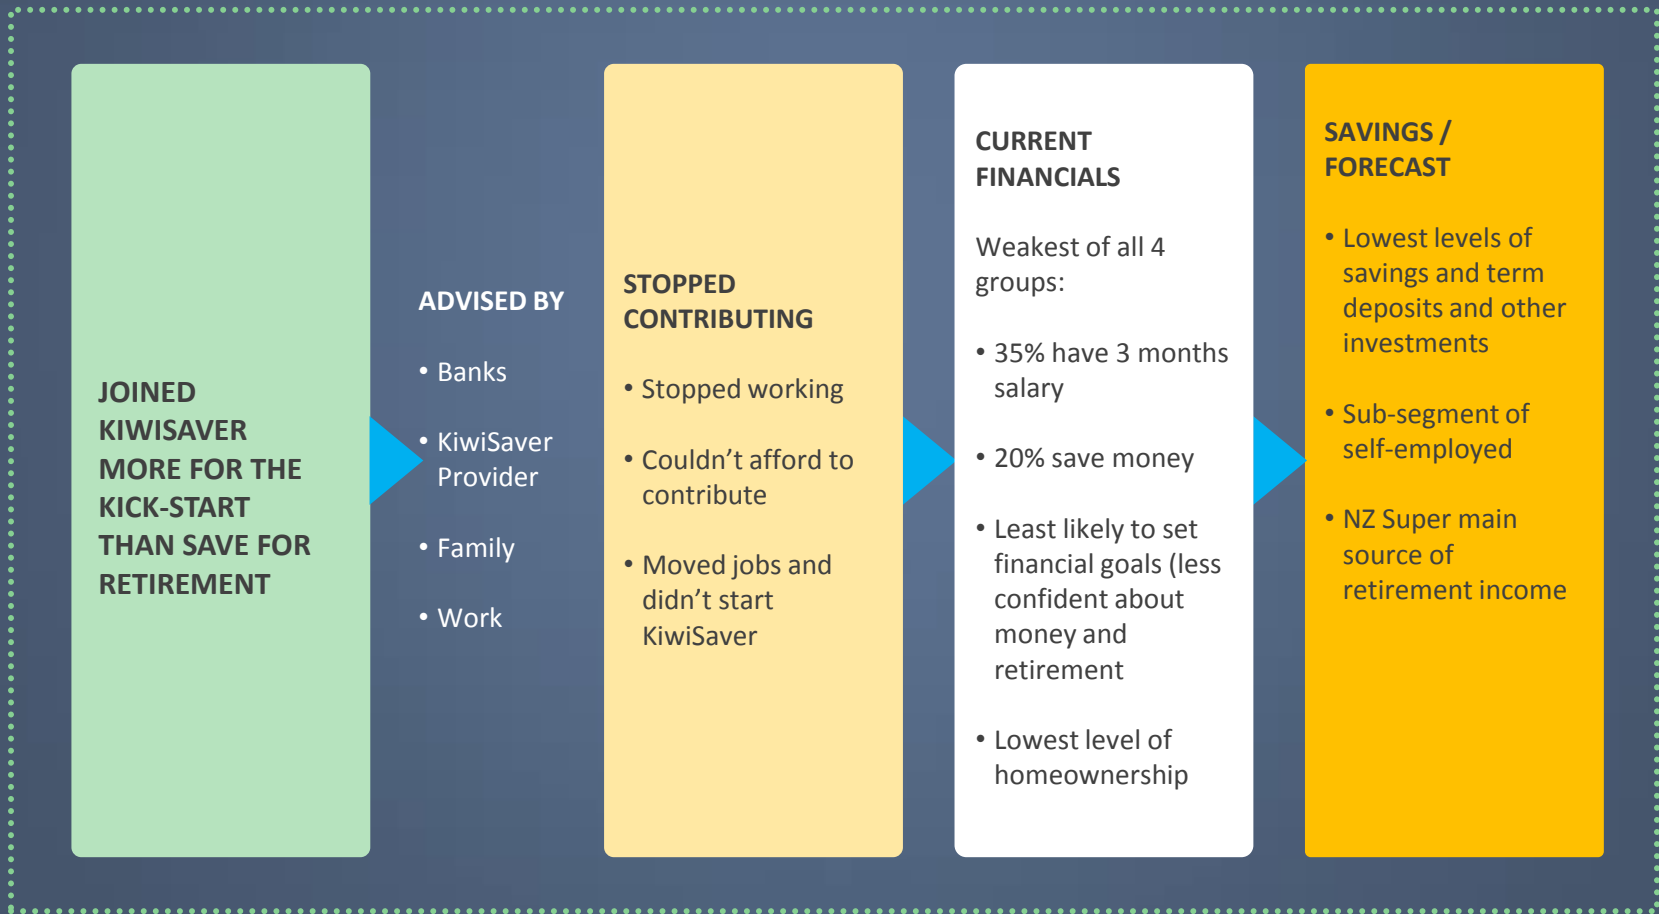 JOINED
KIWISAVER
MORE FOR THE
KICK-START
THAN SAVE FOR
RETIREMENT
ADVISED BY
• Banks
• KiwiSaver
Provider
• Family
• Work
STOPPED
CONTRIBUTING
• Stopped working
• Couldn’t afford to
contribute
• Moved jobs and
didn’t start
KiwiSaver
CURRENT
FINANCIALS
Weakest of all 4
groups:
• 35% have 3 months
salary
• 20% save money
• Least likely to set
financial goals (less
confident about
money and
retirement
• Lowest level of
homeownership
SAVINGS /
FORECAST
• Lowest levels of
savings and term
deposits and other
investments
• Sub-segment of
self-employed
• NZ Super main
source of
retirement income